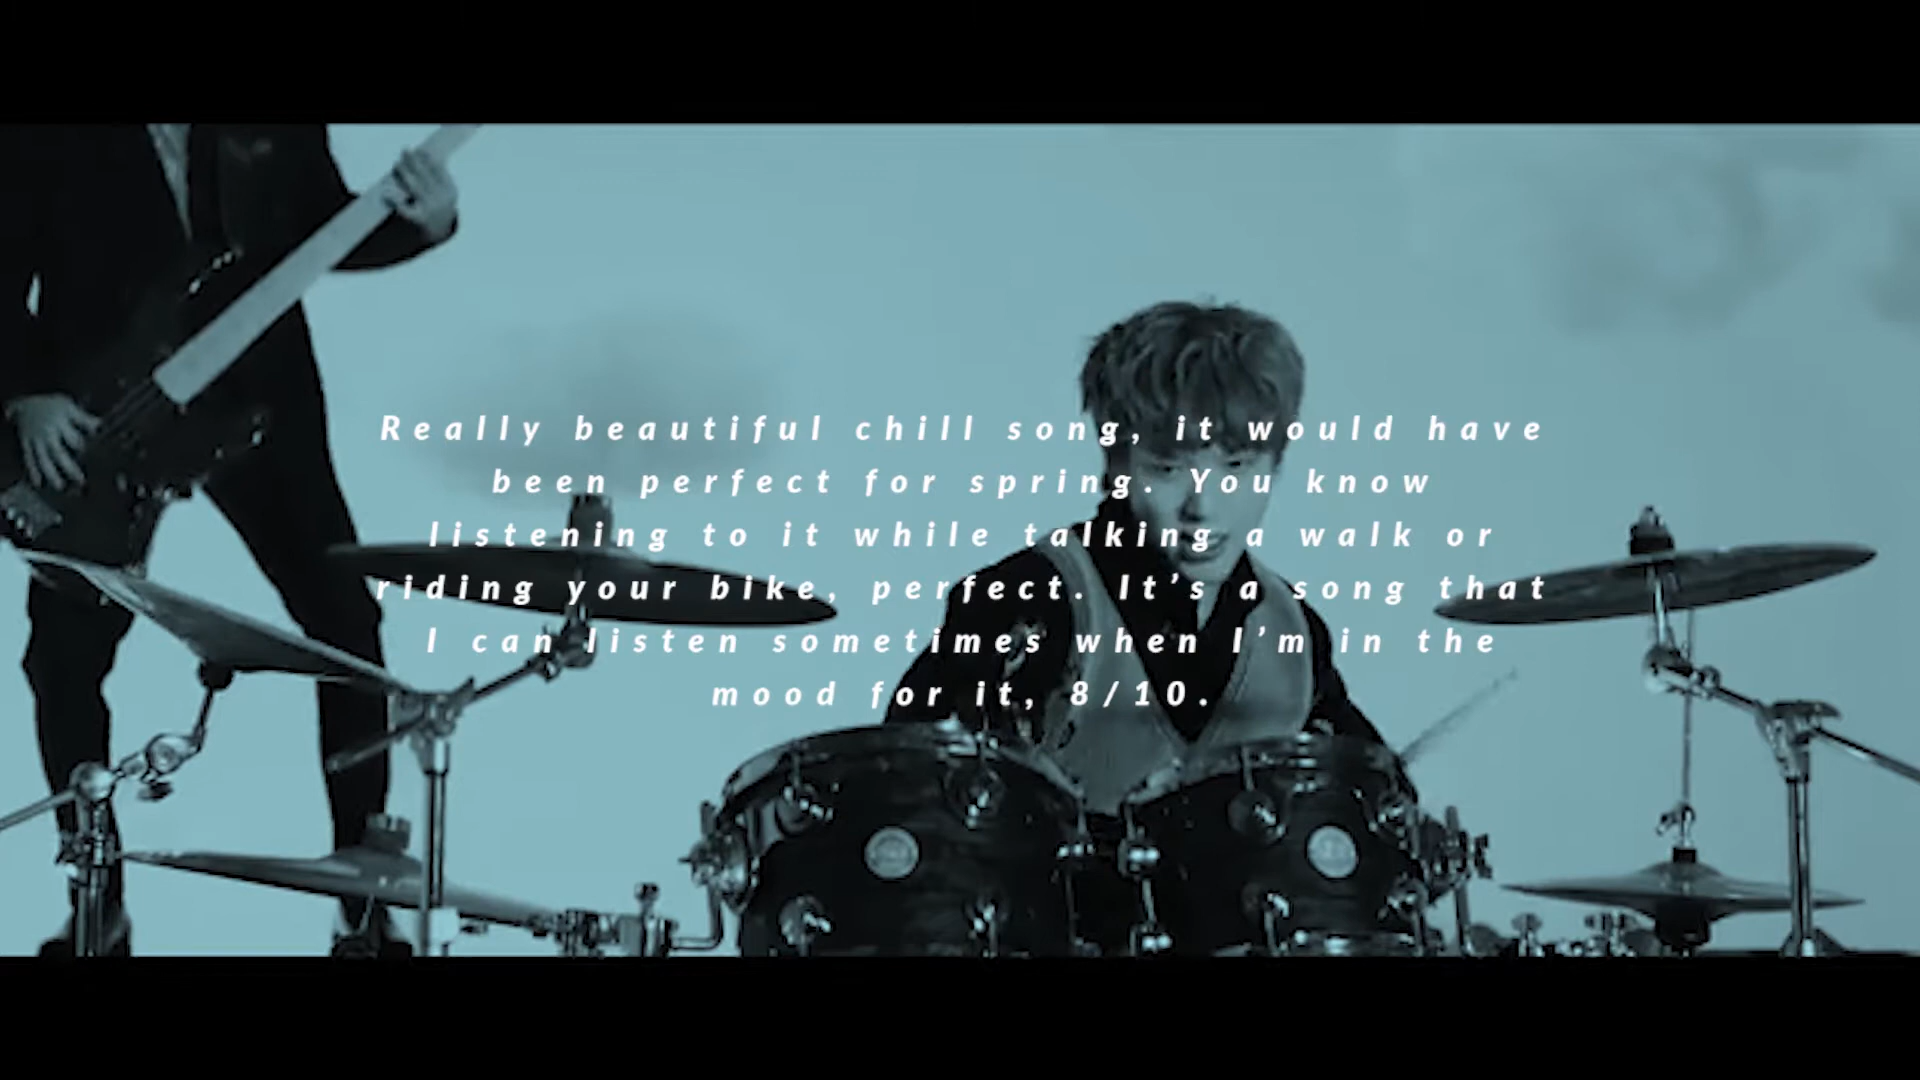 Really beautiful chill song, it would have
been perfect for spring. You know
listening to it while talking a walk or
riding your bike, perfect. It’s a song that
I can listen sometimes when I’m in the
mood for it, 8/10.